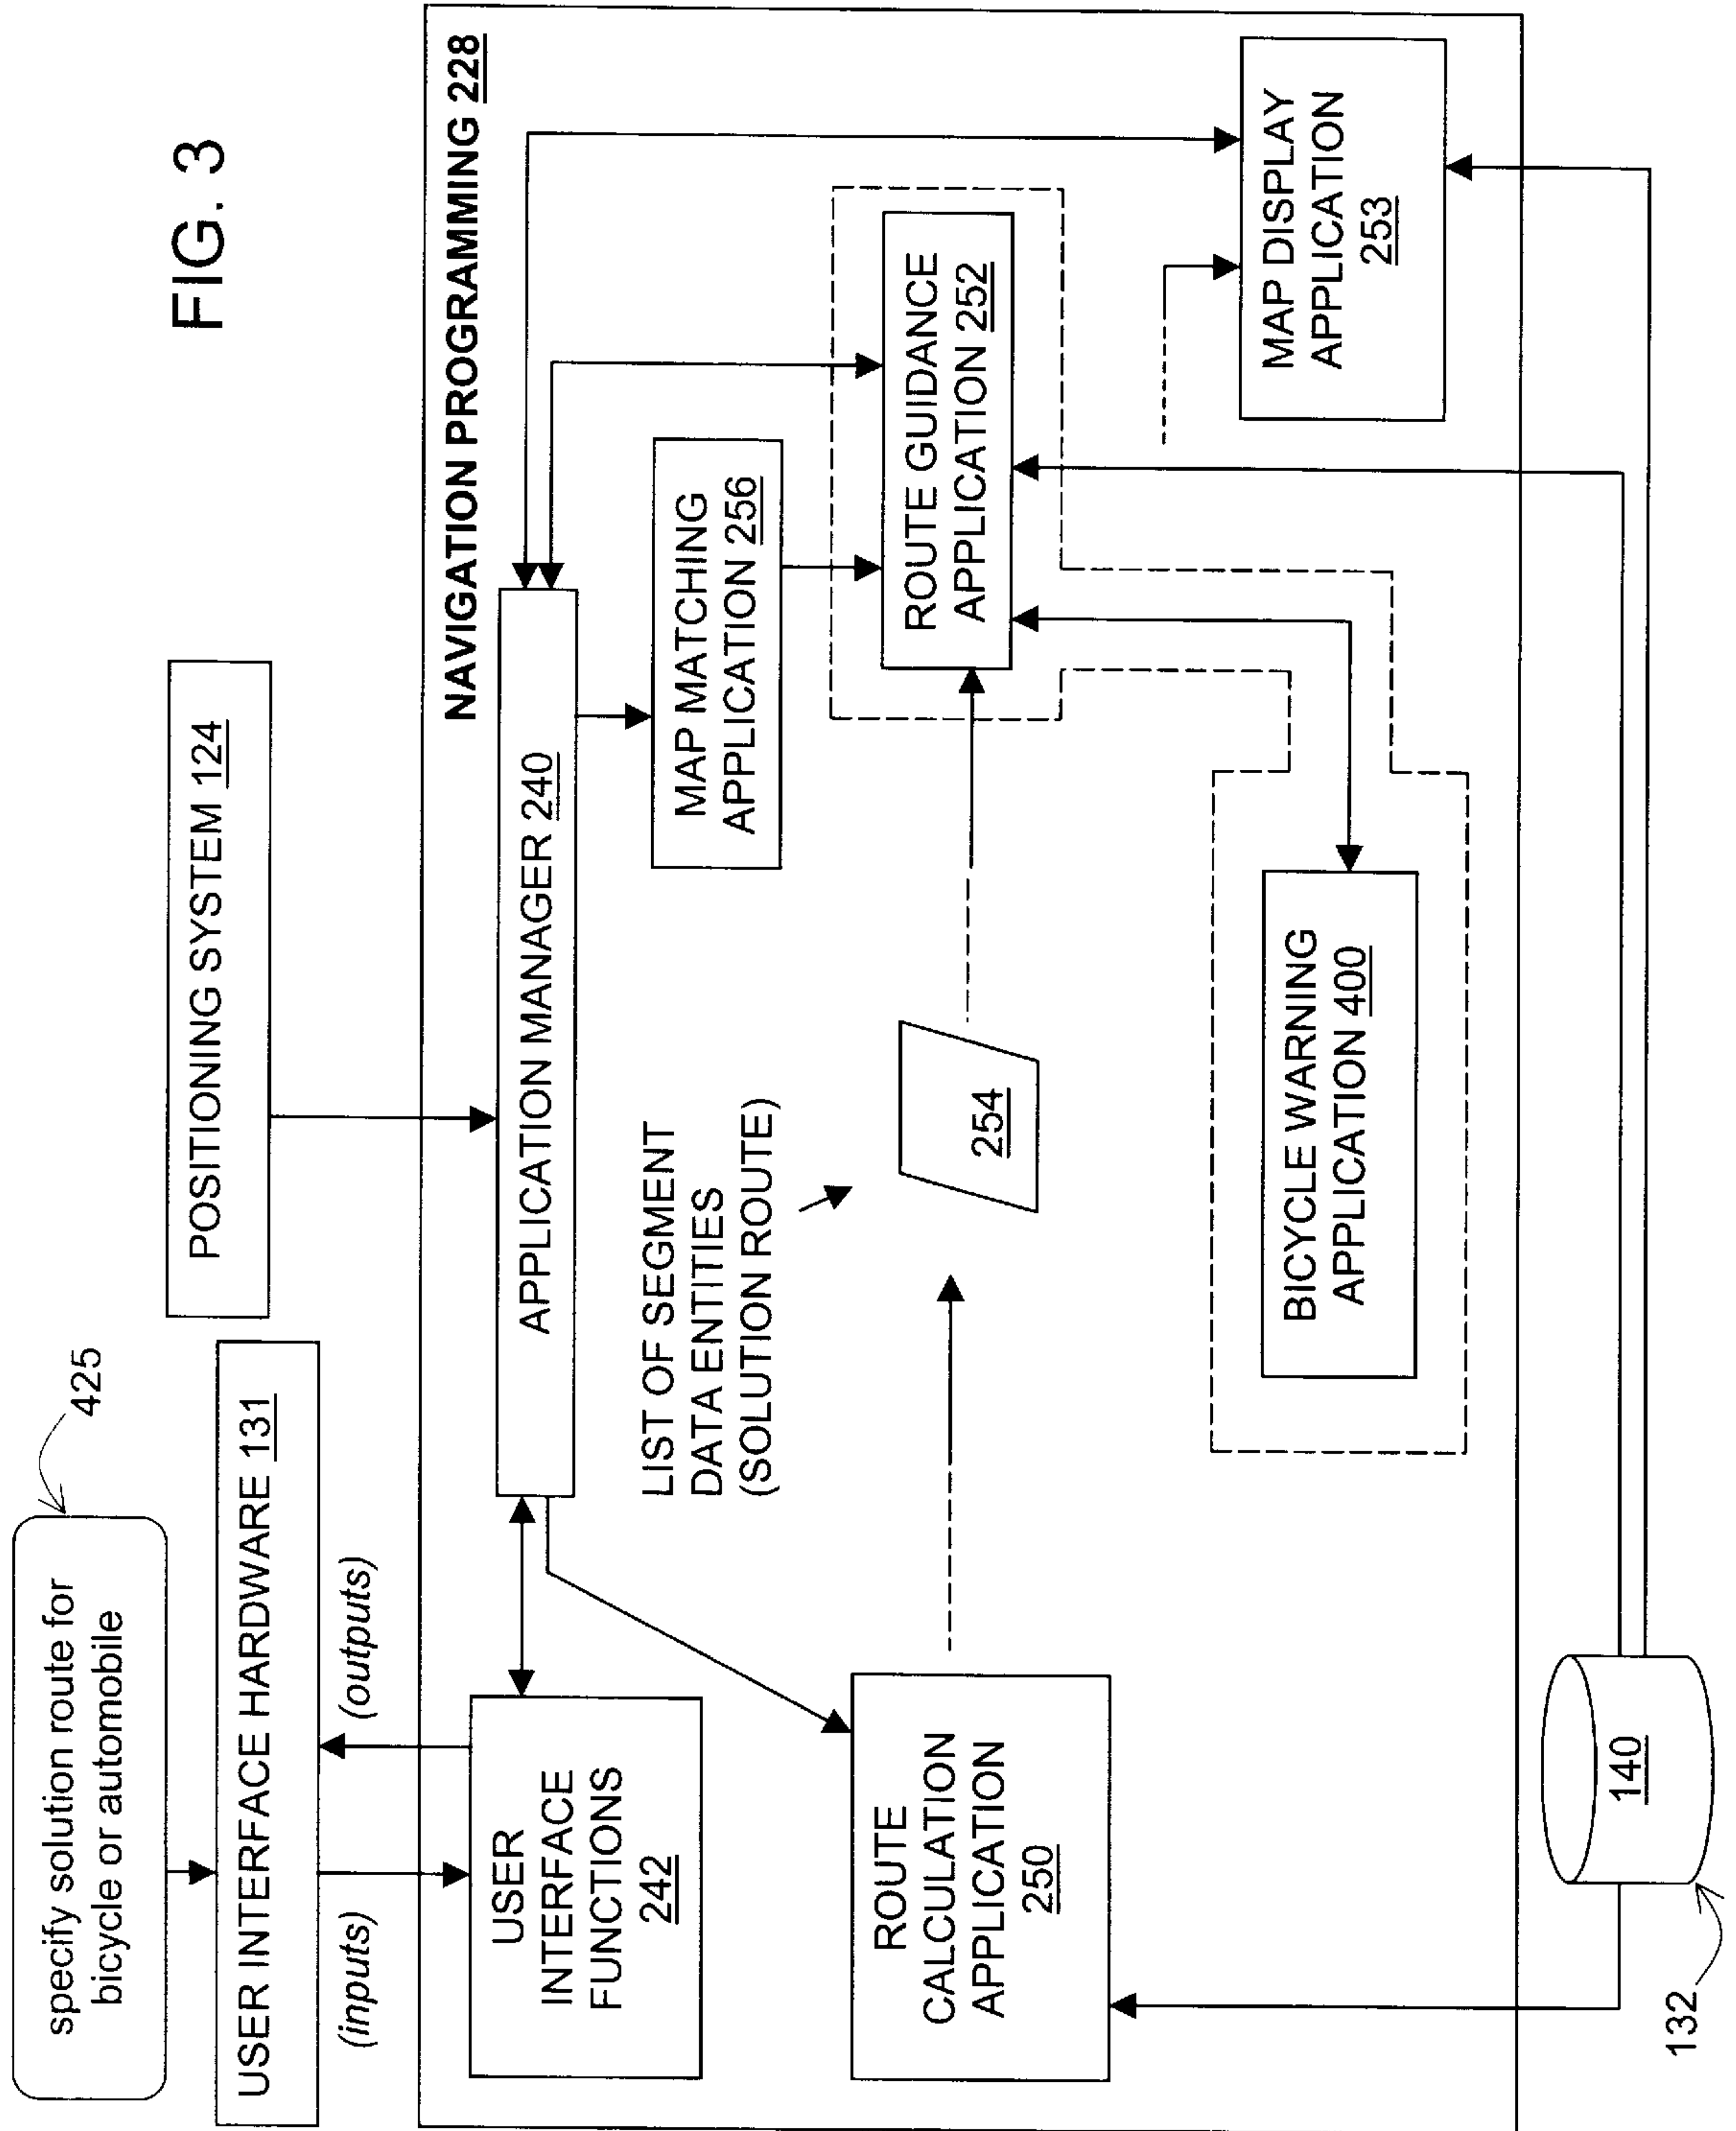 FIG. 3
specify solution route for
bicycle or automobile
425
USER INTERFACE HARDWARE 131
POSITIONING SYSTEM 124
(inputs)
(outputs)
NAVIGATION PROGRAMMING 228
USER
INTERFACE
FUNCTIONS
242
APPLICATION MANAGER 240
MAP MATCHING
APPLICATION 256
LIST OF SEGMENT
DATA ENTITIES
(SOLUTION ROUTE)
ROUTE
CALCULATION
APPLICATION
250
254
ROUTE GUIDANCE
APPLICATION 252
BICYCLE WARNING
APPLICATION 400
MAP DISPLAY
APPLICATION
253
140
132